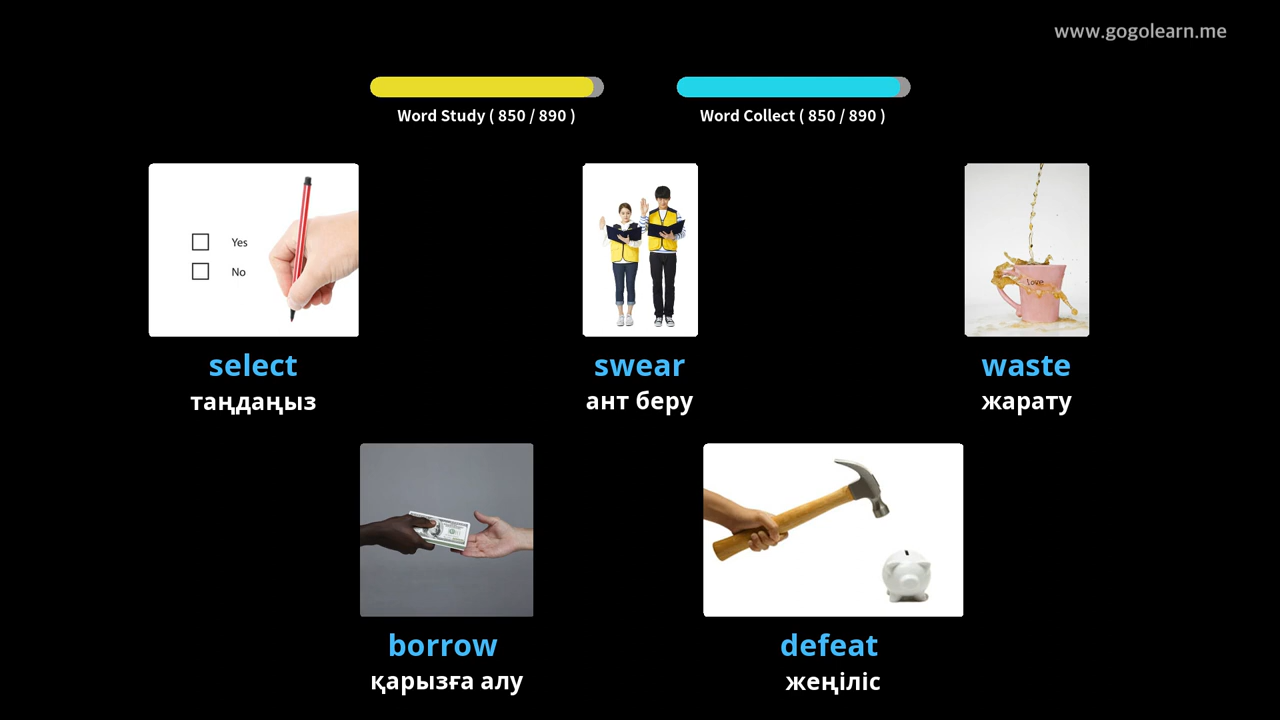 www.gogolearn.me
Word Study ( 850 / 890 )
Word Collect ( 850 / 890 )
Yes
No
Love
select
таңдаңыз
swear
ант беру
waste
жарату
borrow
қарызға алу
defeat
жеңіліс